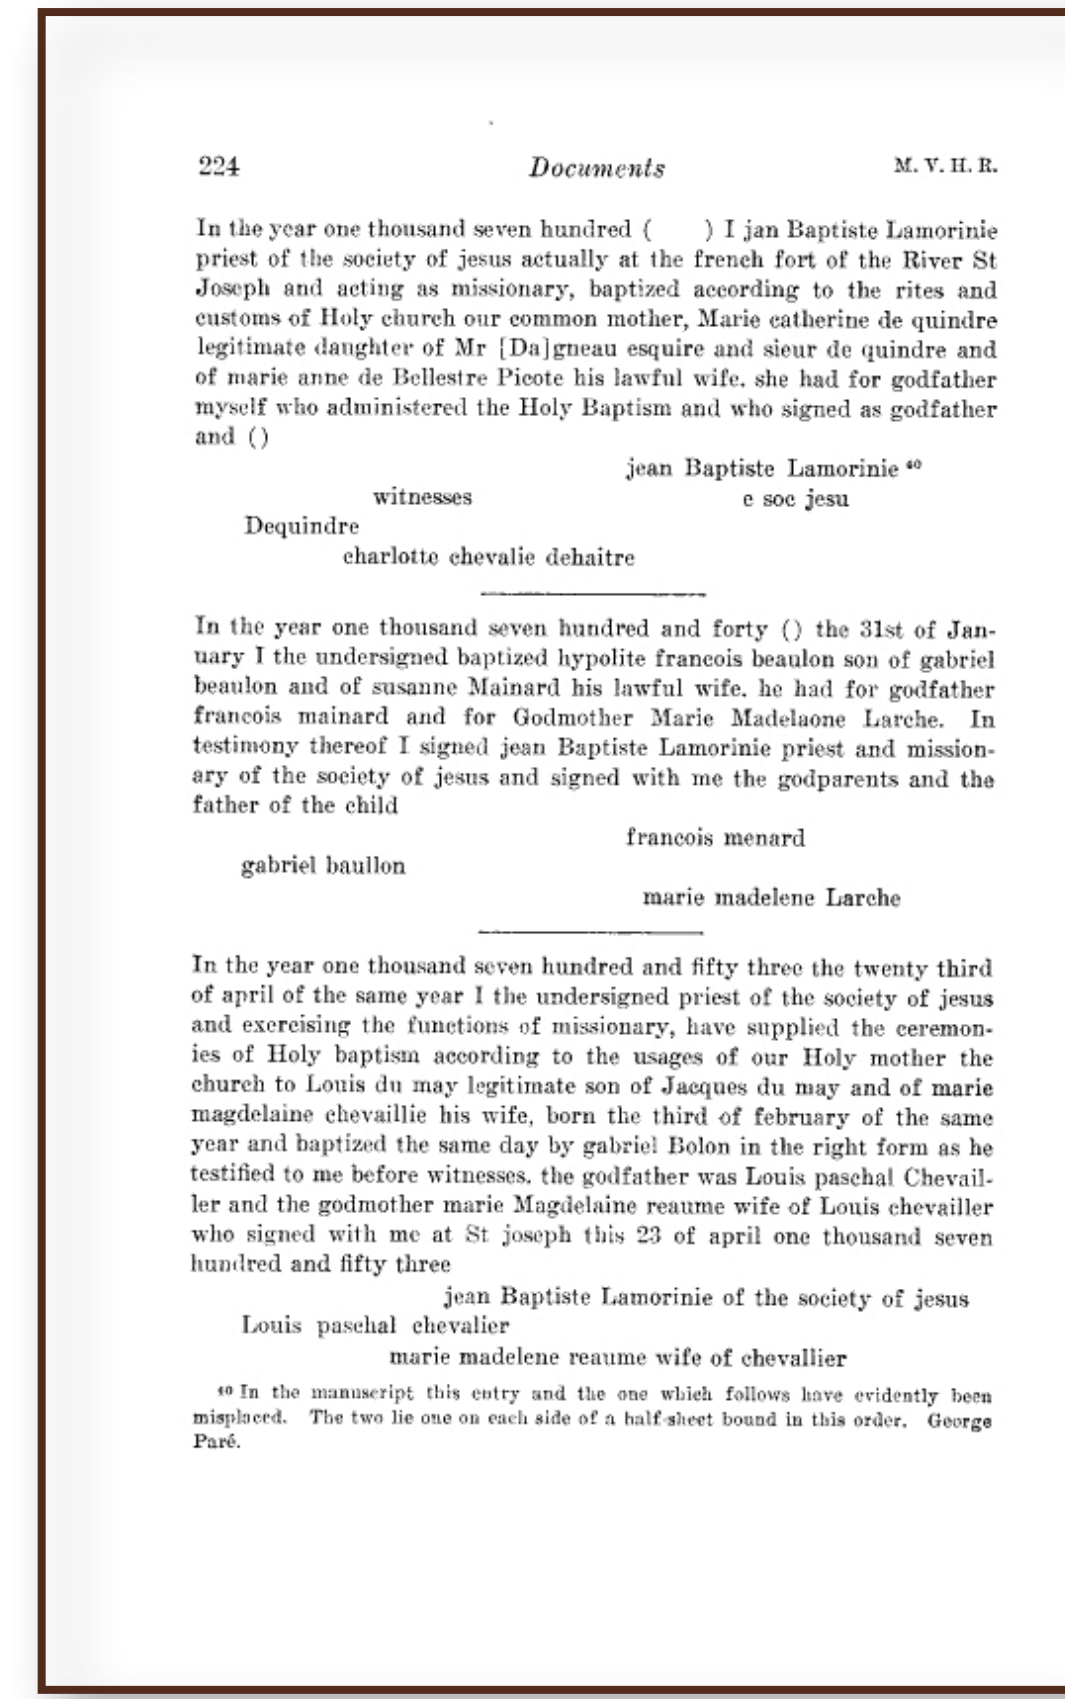 224 Documents M. V. H. R.
In the year one thousand seven hundred ( ) I jan Baptiste Lamorinie
priest of the society of jesus actually at the french fort of the River St
Joseph and acting as missionary, baptized according to the rites and
customs of Holy church our common mother, Marie catherine de quindre
legitimate daughter of Mr [Da]gneau esquire and sieur de quindre and
of marie anne de Bellestre Picote his lawful wife. she had for godfather
myself who administered the Holy Baptism and who signed as godfather
and ()
jean Baptiste Lamorinie 40
witnesses e soc jesu
Dequindre
charlotte chevalie dehaitre
In the year one thousand seven hundred and forty () the 31st of Jan-
uary I the undersigned baptized hypolite francois beaulon son of gabriel
beaulon and of susanne Mainard his lawful wife. he had for godfather
francois mainard and for Godmother Marie Madelaone Larche. In
testimony thereof I signed jean Baptiste Lamorinie priest and mission-
ary of the society of jesus and signed with me the godparents and the
father of the child
francois menard
gabriel baullon
marie madelene Larche
In the year one thousand seven hundred and fifty three the twenty third
of april of the same year I the undersigned priest of the society of jesus
and exercising the functions of missionary, have supplied the ceremon-
ies of Holy baptism according to the usages of our Holy mother the
church to Louis du may legitimate son of Jacques du may and of marie
magdelaine chevaillie his wife, born the third of february of the same
year and baptized the same day by gabriel Bolon in the right form as he
testified to me before witnesses. the godfather was Louis paschal Chevail-
ler and the godmother marie Magdelaine reaume wife of Louis chevailler
who signed with me at St joseph this 23 of april one thousand seven
hundred and fifty three
jean Baptiste Lamorinie of the society of jesus
Louis paschal chevalier
marie madelene reaume wife of chevallier
40 In the manuscript this entry and the one which follows have evidently been
misplaced. The two lie one on each side of a half-sheet bound in this order. George
Paré.